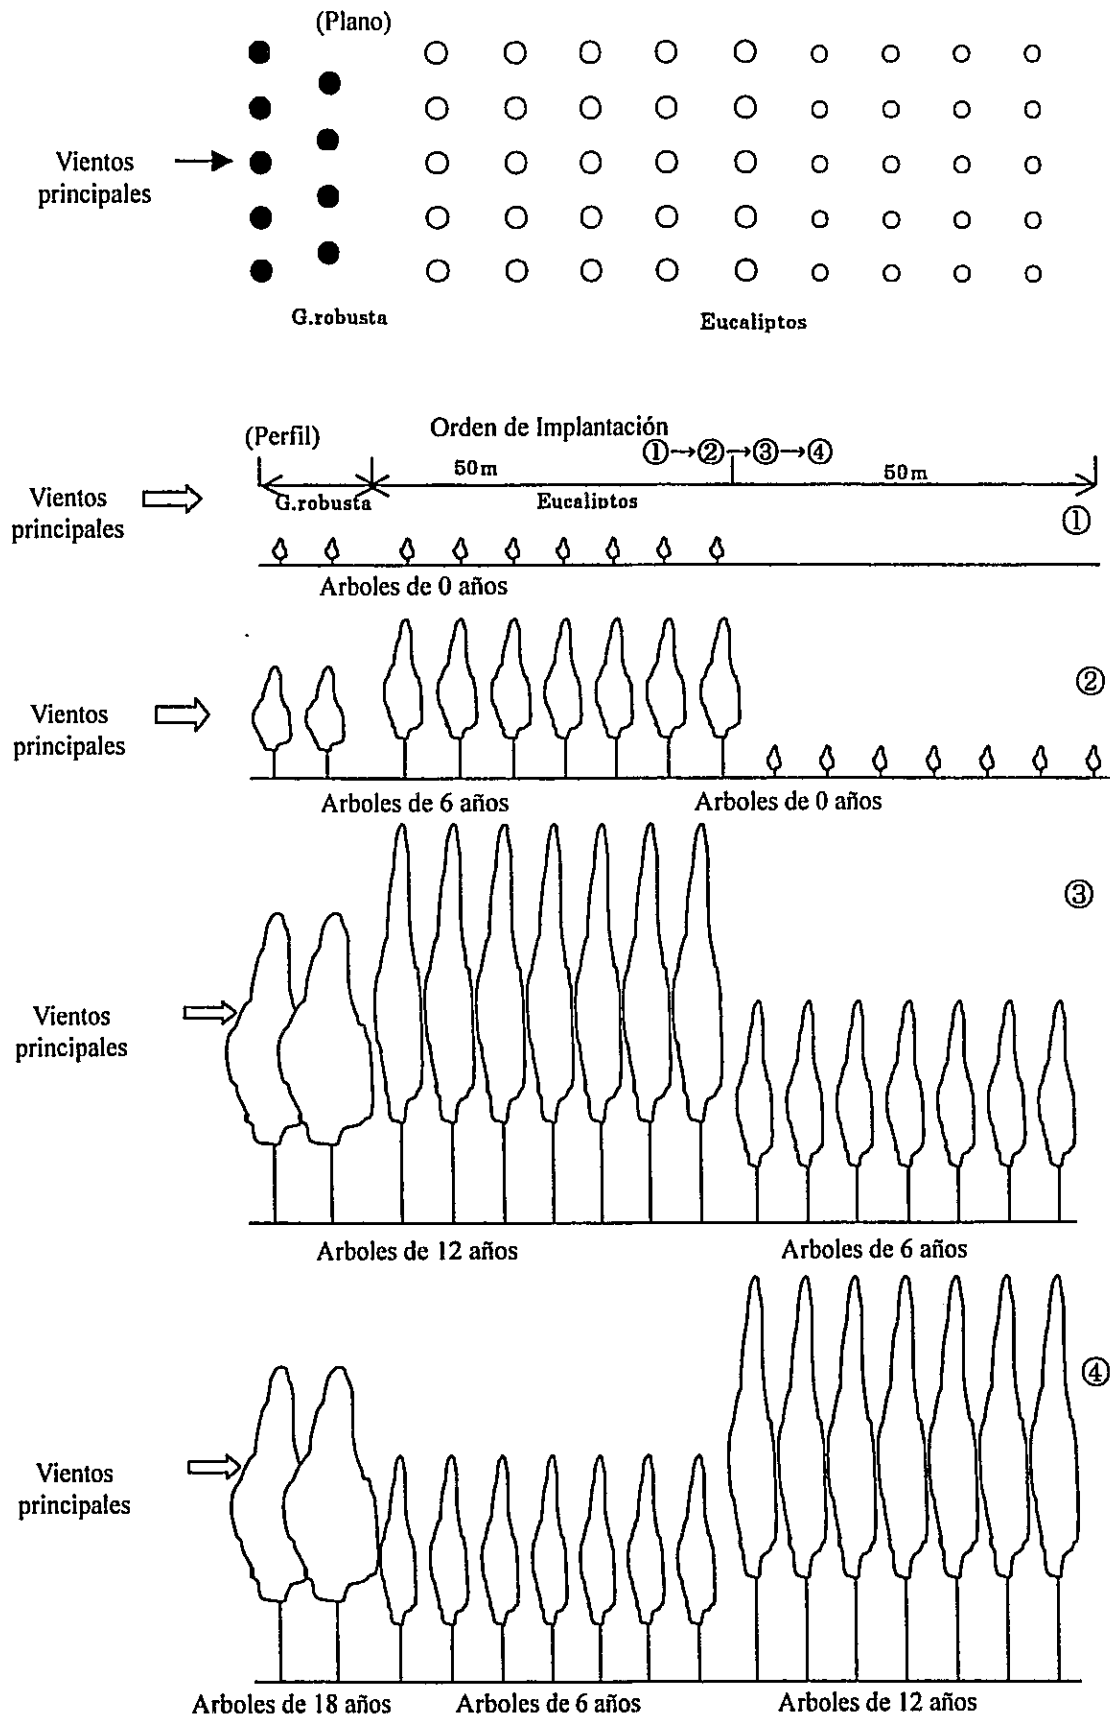 (Plano)
Vientos
principales
G.robusta
Eucaliptos
(Perfil)
Orden de Implantación
①→②→③→④
50m
50m
G.robusta
Eucaliptos
Vientos
principales
①
Arboles de 0 años
②
Vientos
principales
Arboles de 6 años
Arboles de 0 años
③
Vientos
principales
Arboles de 12 años
Arboles de 6 años
④
Vientos
principales
Arboles de 18 años
Arboles de 6 años
Arboles de 12 años